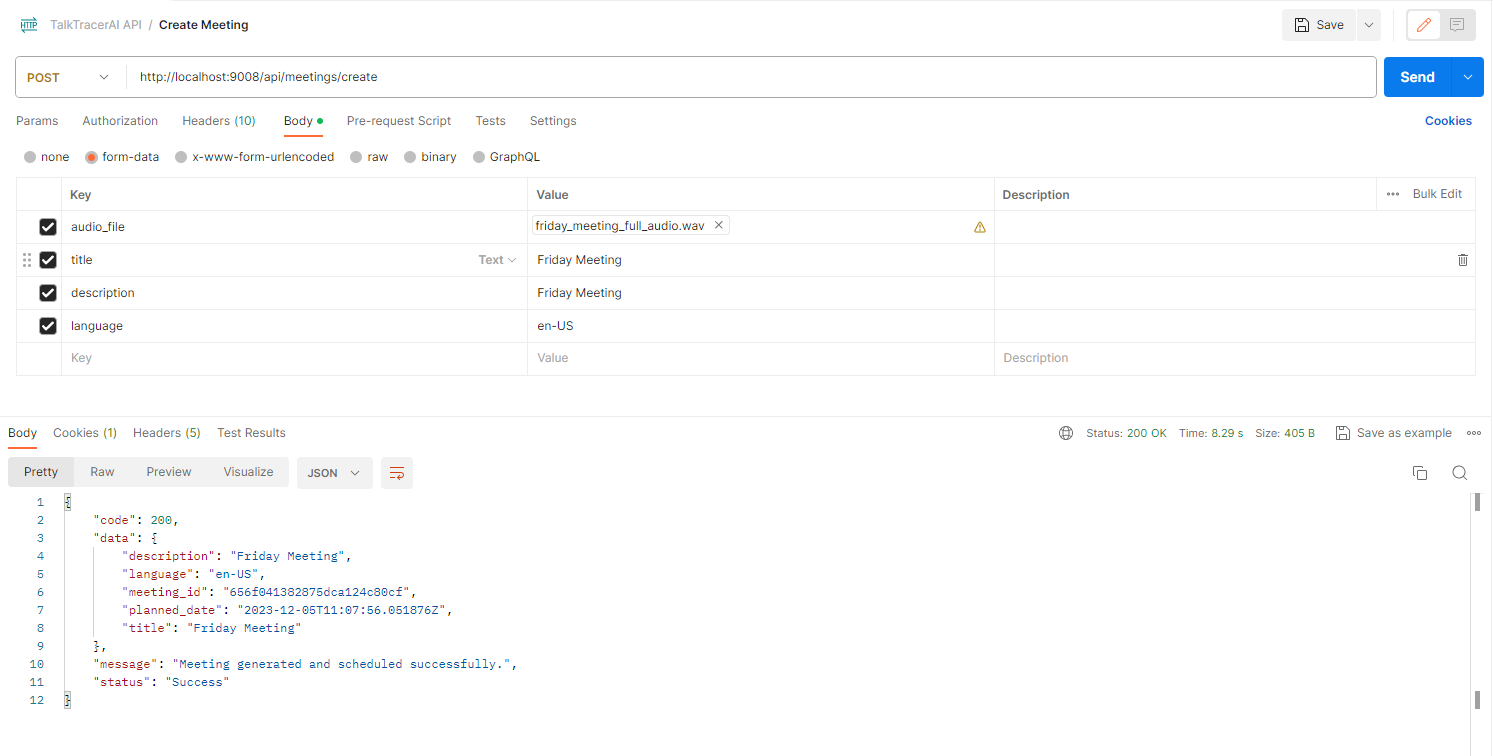 HTTP TalkTracerAI API / Create Meeting Save
POST http://localhost:9008/api/meetings/create Send
Params Authorization Headers (10) Body Pre-request Script Tests Settings Cookies
none form-data x-www-form-urlencoded raw binary GraphQL
Key Value Description Bulk Edit
audio_file friday_meeting_full_audio.wav
title Text Friday Meeting
description Friday Meeting
language en-US
Key Value Description
Body Cookies (1) Headers (5) Test Results Status: 200 OK Time: 8.29 s Size: 405 B Save as example
Pretty Raw Preview Visualize JSON
1 {
2 "code": 200,
3 "data": {
4 "description": "Friday Meeting",
5 "language": "en-US",
6 "meeting_id": "656f041382875dca124c80cf",
7 "planned_date": "2023-12-05T11:07:56.051876Z",
8 "title": "Friday Meeting"
9 },
10 "message": "Meeting generated and scheduled successfully.",
11 "status": "Success"
12 }